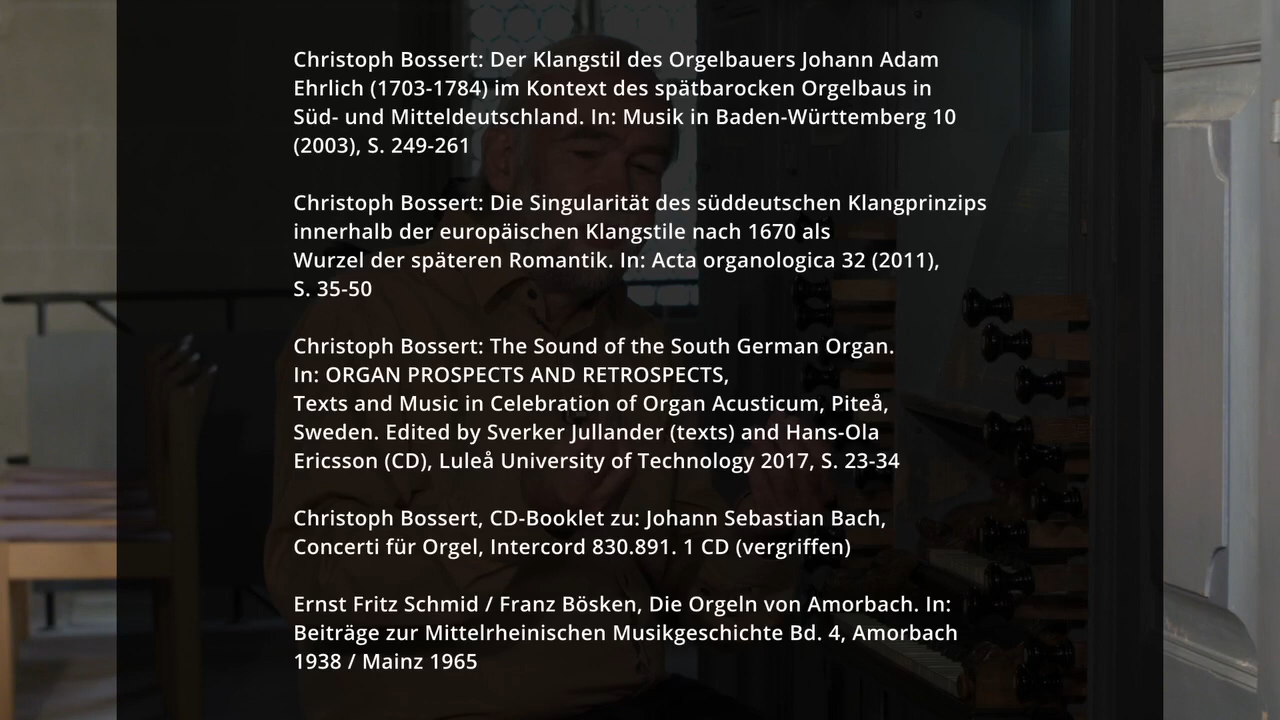 Christoph Bossert: Der Klangstil des Orgelbauers Johann Adam
Ehrlich (1703-1784) im Kontext des spätbarocken Orgelbaus in
Süd- und Mitteldeutschland. In: Musik in Baden-Württemberg 10
(2003), S. 249-261
Christoph Bossert: Die Singularität des süddeutschen Klangprinzips
innerhalb der europäischen Klangstile nach 1670 als
Wurzel der späteren Romantik. In: Acta organologica 32 (2011),
S. 35-50
Christoph Bossert: The Sound of the South German Organ.
In: ORGAN PROSPECTS AND RETROSPECTS,
Texts and Music in Celebration of Organ Acusticum, Piteå,
Sweden. Edited by Sverker Jullander (texts) and Hans-Ola
Ericsson (CD), Luleå University of Technology 2017, S. 23-34
Christoph Bossert, CD-Booklet zu: Johann Sebastian Bach,
Concerti für Orgel, Intercord 830.891. 1 CD (vergriffen)
Ernst Fritz Schmid / Franz Bösken, Die Orgeln von Amorbach. In:
Beiträge zur Mittelrheinischen Musikgeschichte Bd. 4, Amorbach
1938 / Mainz 1965